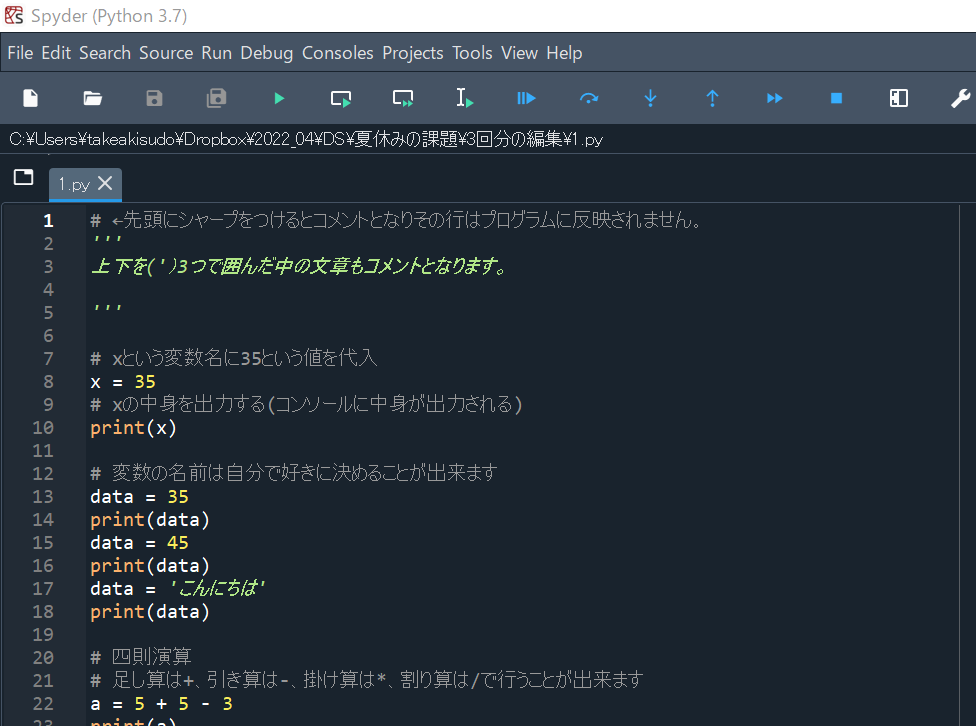 Spyder (Python 3.7)
File Edit Search Source Run Debug Consoles Projects Tools View Help
C:¥Users¥takeakisudo¥Dropbox¥2022_04¥DS¥夏休みの課題¥3回分の編集¥1.py
1.py
1 # ←先頭にシャープをつけるとコメントとなりその行はプログラムに反映されません。
2 '''
3 上下を(')3つで囲んだ中の文章もコメントとなります。
4
5 '''
6
7 # xという変数名に35という値を代入
8 x = 35
9 # xの中身を出力する(コンソールに中身が出力される)
10 print(x)
11
12 # 変数の名前は自分で好きに決めることが出来ます
13 data = 35
14 print(data)
15 data = 45
16 print(data)
17 data = 'こんにちは'
18 print(data)
19
20 # 四則演算
21 # 足し算は+、引き算は-、掛け算は*、割り算は/で行うことが出来ます
22 a = 5 + 5 - 3
23 print(a)